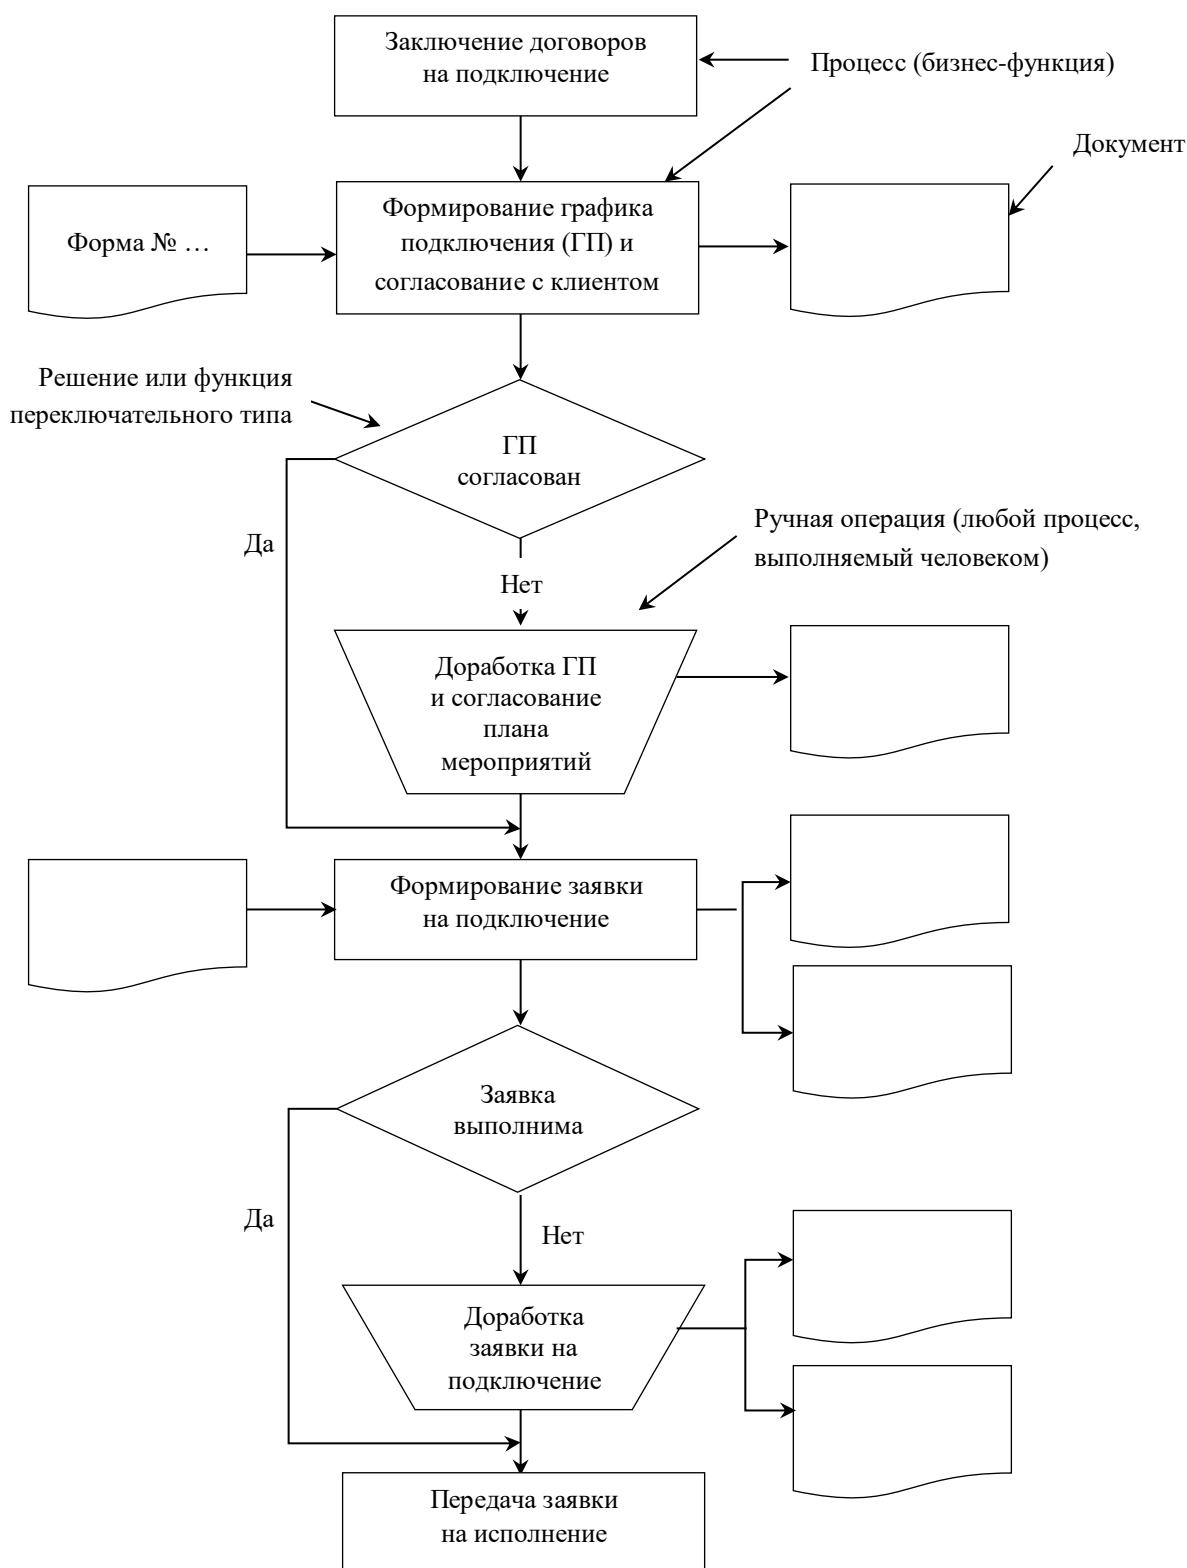 Заключение договоров
на подключение
Процесс (бизнес-функция)
Документ
Форма № …
Формирование графика
подключения (ГП) и
согласование с клиентом
Решение или функция
переключательного типа
ГП
согласован
Да
Нет
Ручная операция (любой процесс,
выполняемый человеком)
Доработка ГП
и согласование
плана
мероприятий
Формирование заявки
на подключение
Заявка
выполнима
Да
Нет
Доработка
заявки на
подключение
Передача заявки
на исполнение